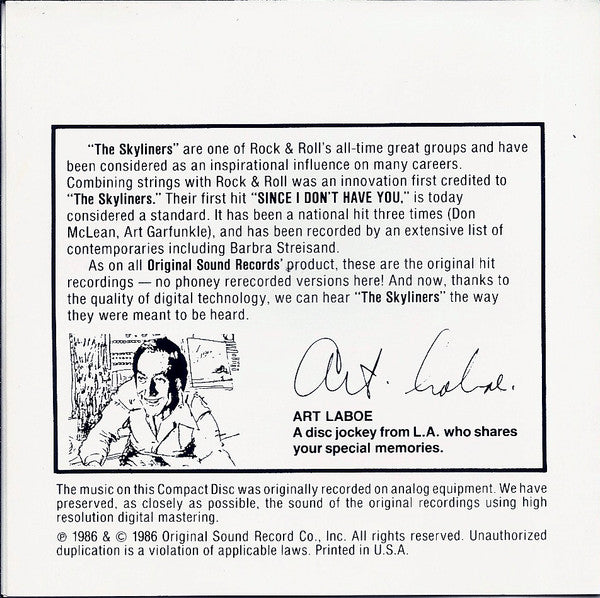 “The Skyliners” are one of Rock & Roll's all-time great groups and have
been considered as an inspirational influence on many careers.
Combining strings with Rock & Roll was an innovation first credited to
“The Skyliners.” Their first hit “SINCE I DON'T HAVE YOU,” is today
considered a standard. It has been a national hit three times (Don
McLean, Art Garfunkle), and has been recorded by an extensive list of
contemporaries including Barbra Streisand.
As on all Original Sound Records' product, these are the original hit
recordings — no phoney rerecorded versions here! And now, thanks to
the quality of digital technology, we can hear “The Skyliners” the way
they were meant to be heard.
Art. Laboe.
ART LABOE
A disc jockey from L.A. who shares
your special memories.
The music on this Compact Disc was originally recorded on analog equipment. We have
preserved, as closely as possible, the sound of the original recordings using high
resolution digital mastering.
℗ 1986 & © 1986 Original Sound Record Co., Inc. All rights reserved. Unauthorized
duplication is a violation of applicable laws. Printed in U.S.A.